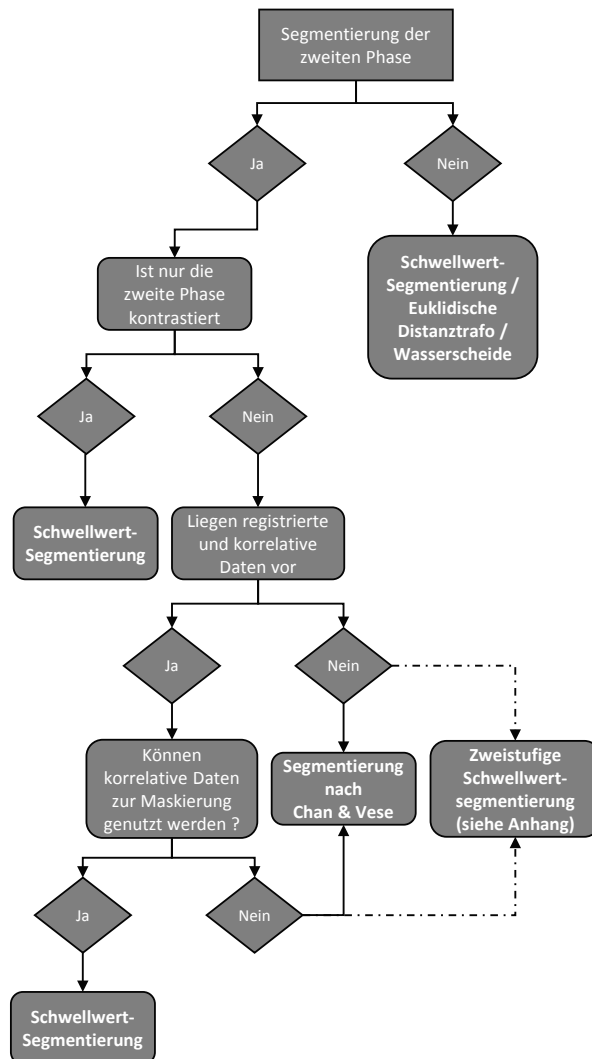 Segmentierung der
zweiten Phase
Ja
Nein
Ist nur die
zweite Phase
kontrastiert
Schwellwert-
Segmentierung /
Euklidische
Distanztrafo /
Wasserscheide
Ja
Nein
Schwellwert-
Segmentierung
Liegen registrierte
und korrelative
Daten vor
Ja
Nein
Können
korrelative Daten
zur Maskierung
genutzt werden ?
Segmentierung
nach
Chan & Vese
Zweistufige
Schwellwert-
segmentierung
(siehe Anhang)
Ja
Nein
Schwellwert-
Segmentierung